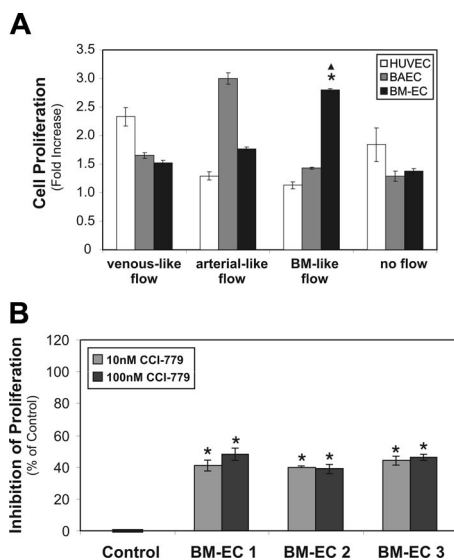 A
Cell Proliferation
(Fold Increase)
3.5
3.0
2.5
2.0
1.5
1.0
0.5
0
▲
*
HUVEC
BAEC
BM-EC
venous-like
flow
arterial-like
flow
BM-like
flow
no flow
B
Inhibition of Proliferation
(% of Control)
120
100
80
60
40
20
0
10nM CCI-779
100nM CCI-779
* * * * * *
Control BM-EC 1 BM-EC 2 BM-EC 3